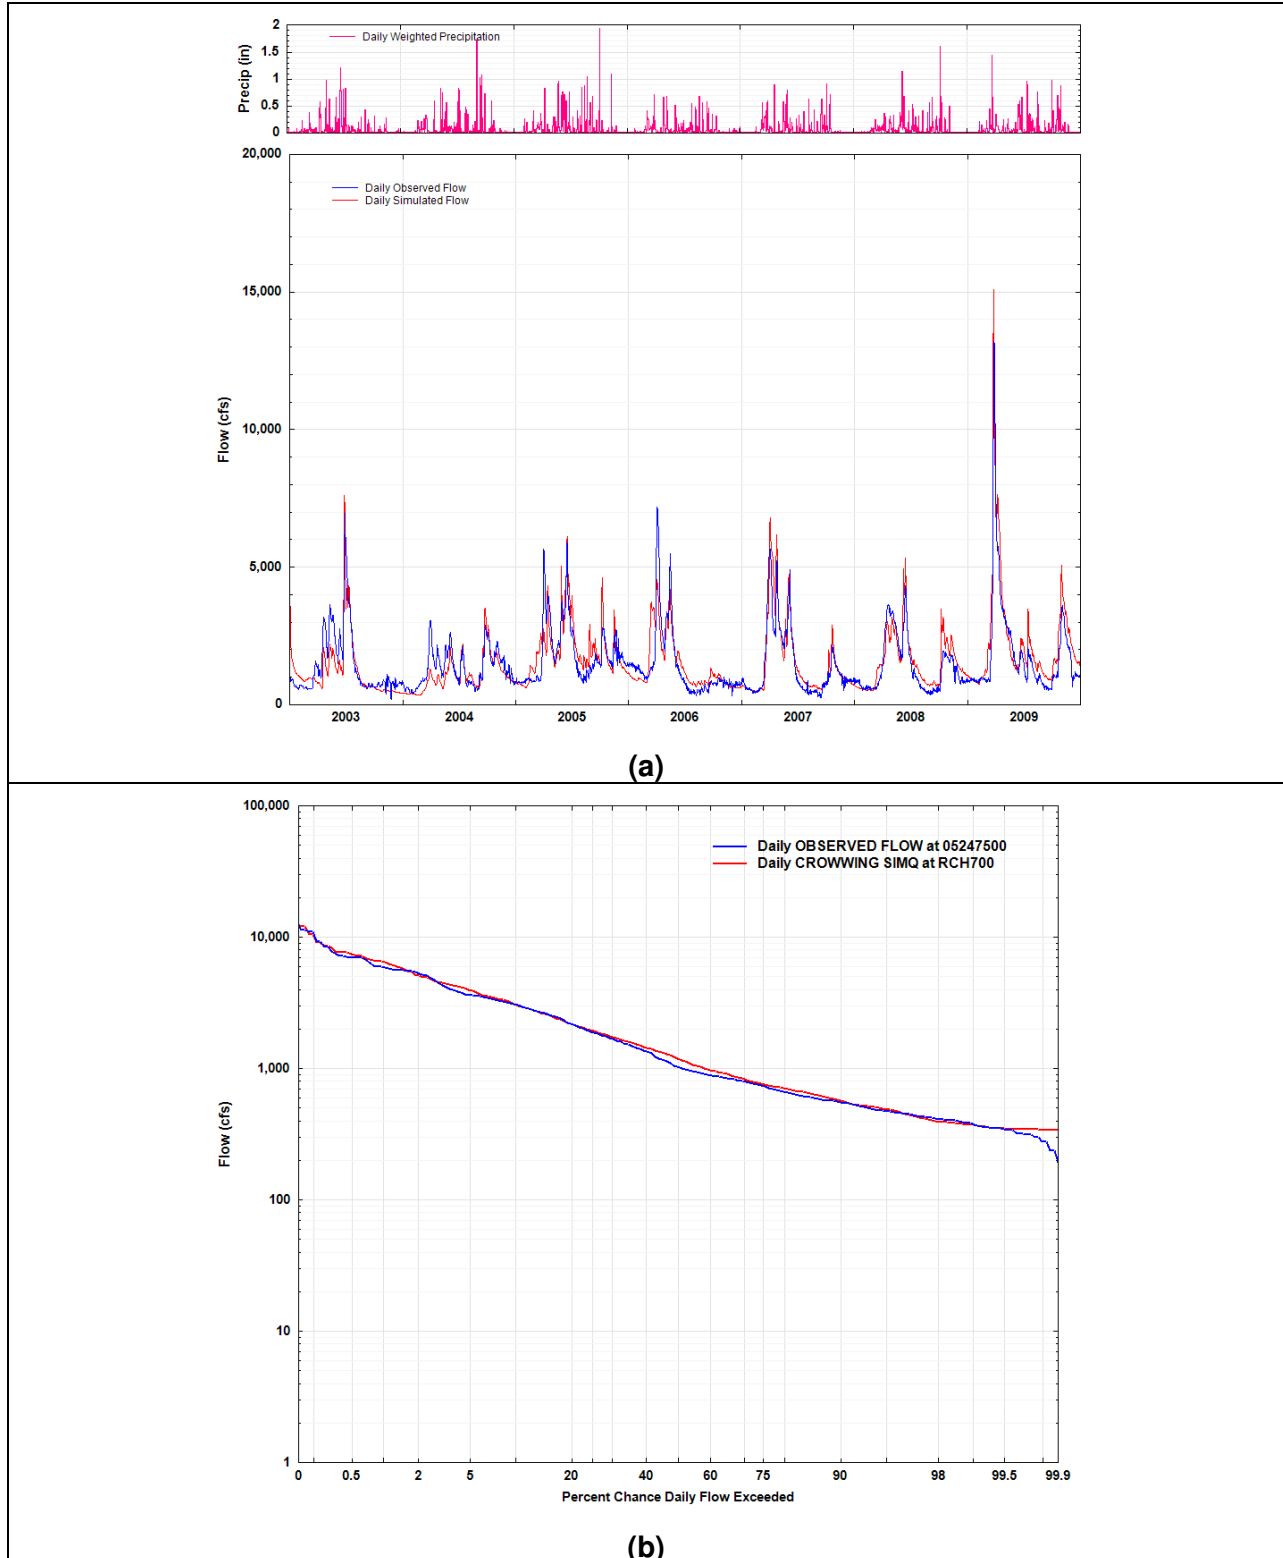 2
1.5
1
0.5
0
Precip (in)
Daily Weighted Precipitation
20,000
15,000
10,000
5,000
0
Flow (cfs)
Daily Observed Flow
Daily Simulated Flow
2003 2004 2005 2006 2007 2008 2009
(a)
100,000
10,000
1,000
100
10
1
Flow (cfs)
Daily OBSERVED FLOW at 05247500
Daily CROWWING SIMQ at RCH700
0 0.5 2 5 20 40 60 75 90 98 99.5 99.9
Percent Chance Daily Flow Exceeded
(b)